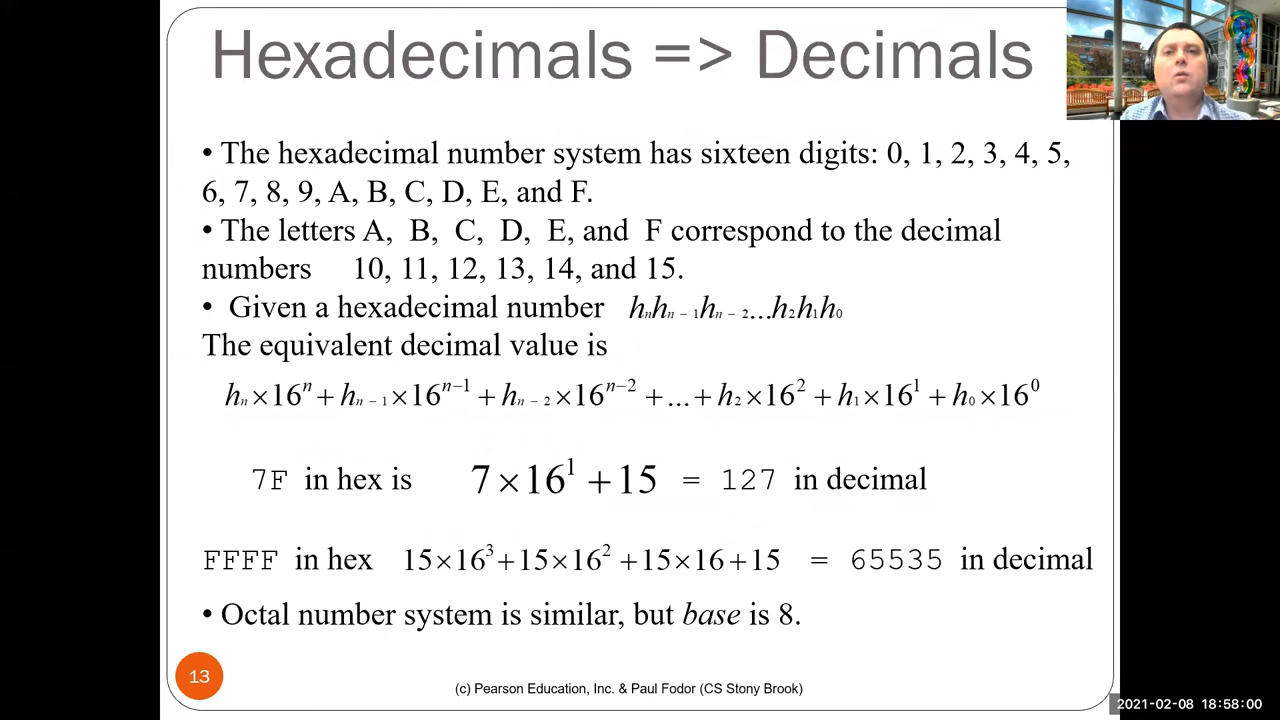 Hexadecimals => Decimals
• The hexadecimal number system has sixteen digits: 0, 1, 2, 3, 4, 5,
6, 7, 8, 9, A, B, C, D, E, and F.
• The letters A, B, C, D, E, and F correspond to the decimal
numbers 10, 11, 12, 13, 14, and 15.
• Given a hexadecimal number hₙhₙ₋₁hₙ₋₂...h₂h₁h₀
The equivalent decimal value is
hₙ×16ⁿ + hₙ₋₁×16ⁿ⁻¹ + hₙ₋₂×16ⁿ⁻² + ... + h₂×16² + h₁×16¹ + h₀×16⁰
7F in hex is 7×16¹ + 15 = 127 in decimal
FFFF in hex 15×16³+15×16²+15×16+15 = 65535 in decimal
• Octal number system is similar, but base is 8.
13
(c) Pearson Education, Inc. & Paul Fodor (CS Stony Brook)
2021-02-08 18:58:00